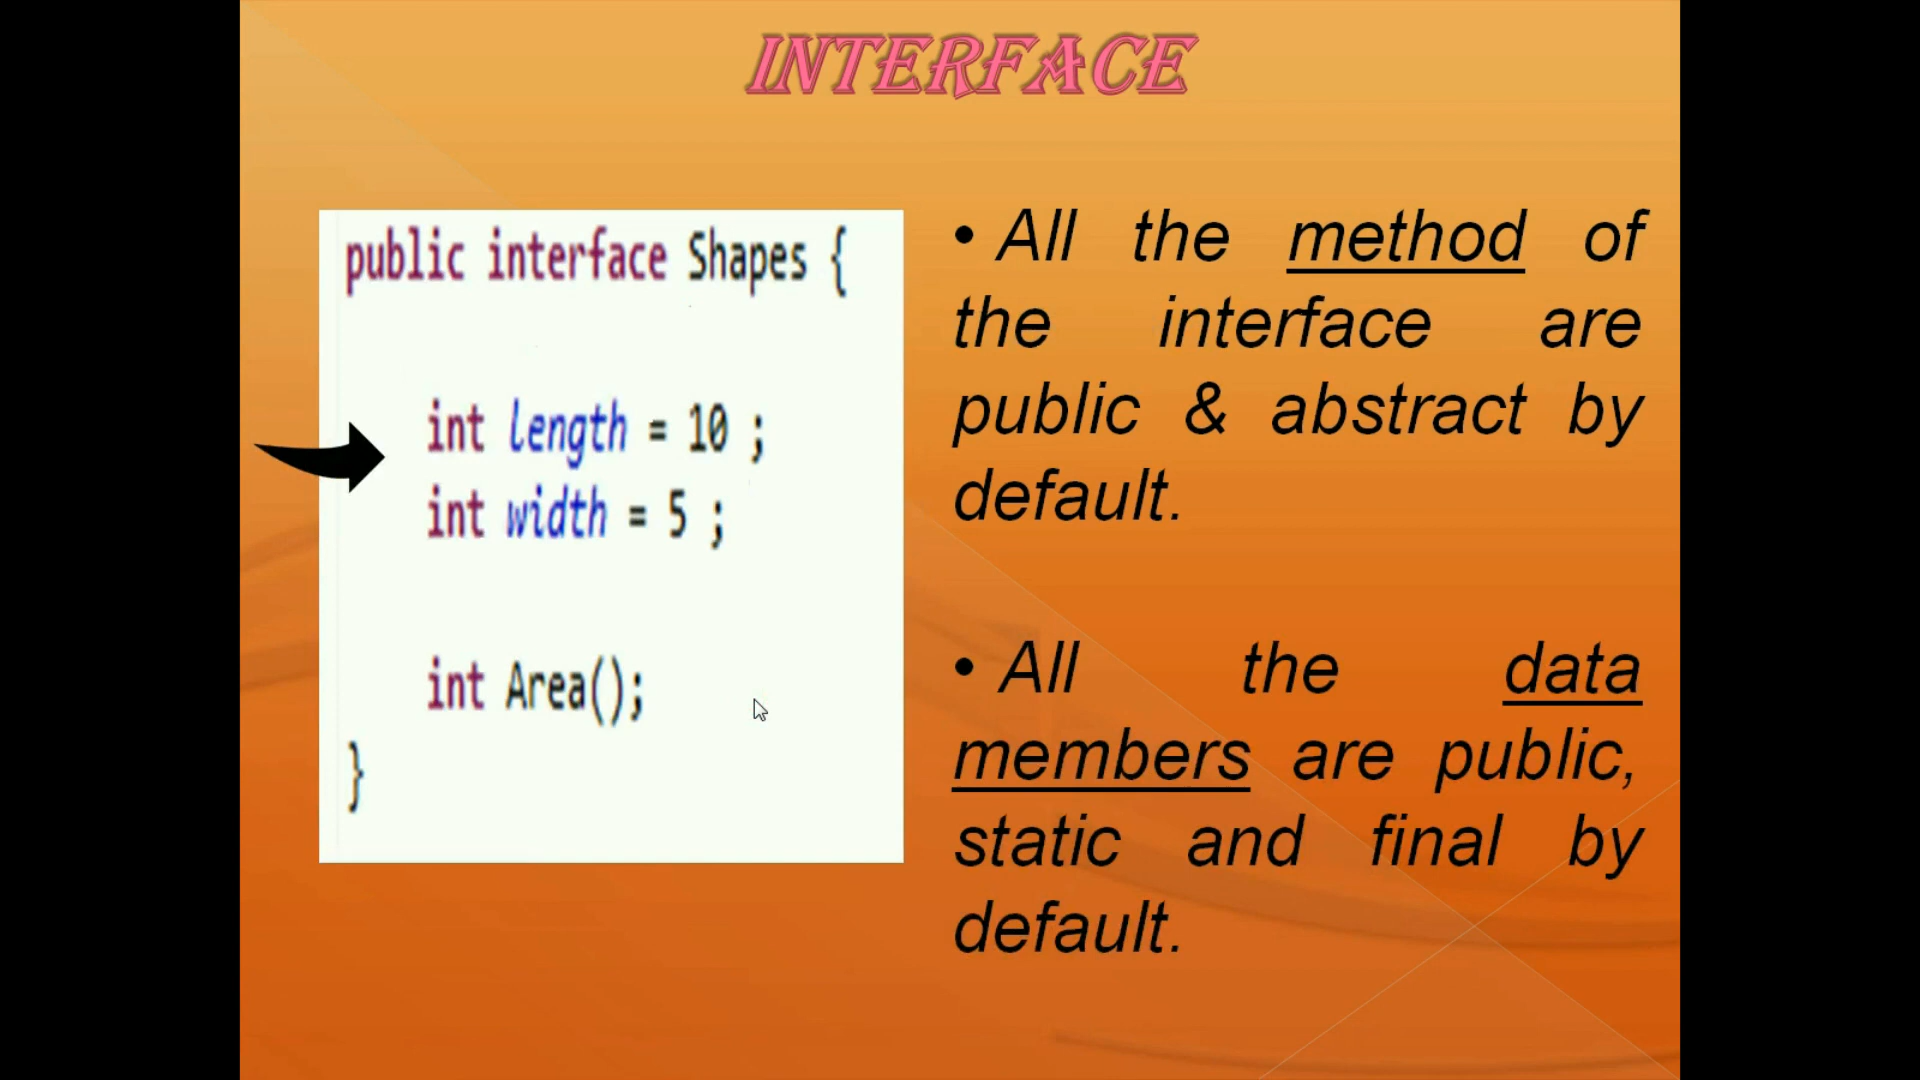 INTERFACE
public interface Shapes {
int length = 10 ;
int width = 5 ;
int Area();
}
• All the method of
the interface are
public & abstract by
default.
• All the data
members are public,
static and final by
default.